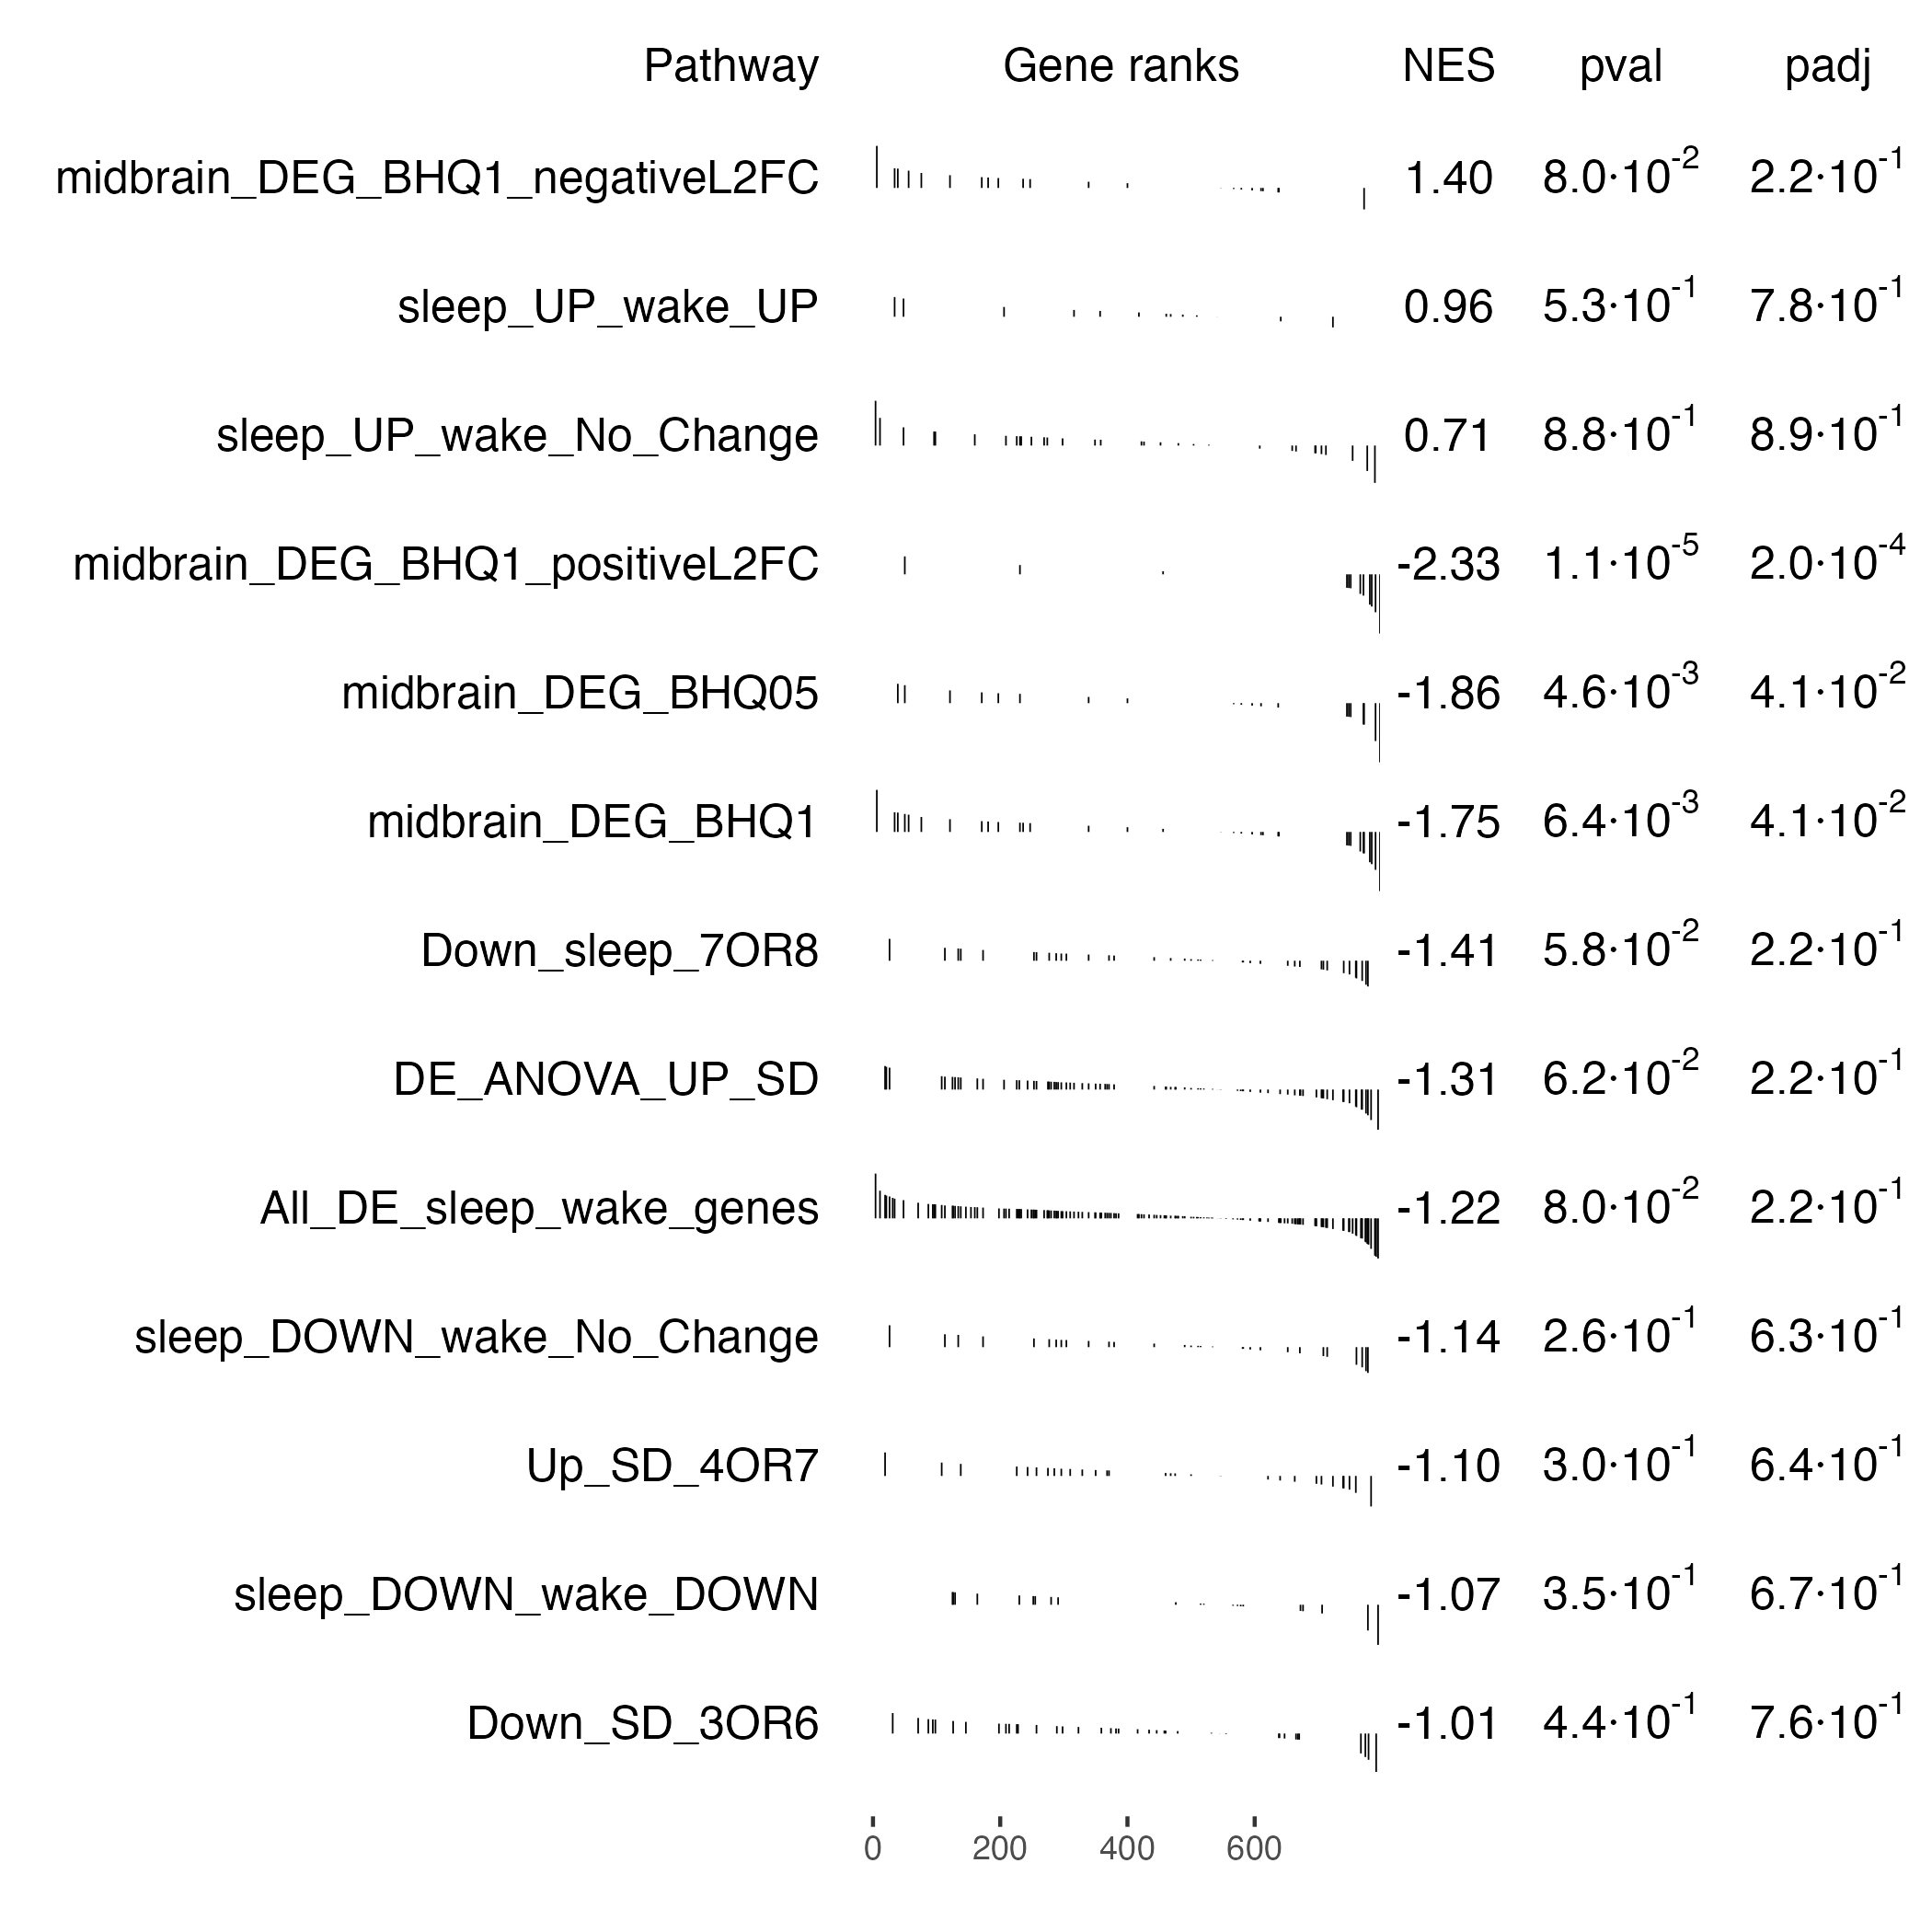 Pathway Gene ranks NES pval padj
midbrain_DEG_BHQ1_negativeL2FC 1.40 8.0·10^-2 2.2·10^-1
sleep_UP_wake_UP 0.96 5.3·10^-1 7.8·10^-1
sleep_UP_wake_No_Change 0.71 8.8·10^-1 8.9·10^-1
midbrain_DEG_BHQ1_positiveL2FC -2.33 1.1·10^-5 2.0·10^-4
midbrain_DEG_BHQ05 -1.86 4.6·10^-3 4.1·10^-2
midbrain_DEG_BHQ1 -1.75 6.4·10^-3 4.1·10^-2
Down_sleep_7OR8 -1.41 5.8·10^-2 2.2·10^-1
DE_ANOVA_UP_SD -1.31 6.2·10^-2 2.2·10^-1
All_DE_sleep_wake_genes -1.22 8.0·10^-2 2.2·10^-1
sleep_DOWN_wake_No_Change -1.14 2.6·10^-1 6.3·10^-1
Up_SD_4OR7 -1.10 3.0·10^-1 6.4·10^-1
sleep_DOWN_wake_DOWN -1.07 3.5·10^-1 6.7·10^-1
Down_SD_3OR6 -1.01 4.4·10^-1 7.6·10^-1
0 200 400 600